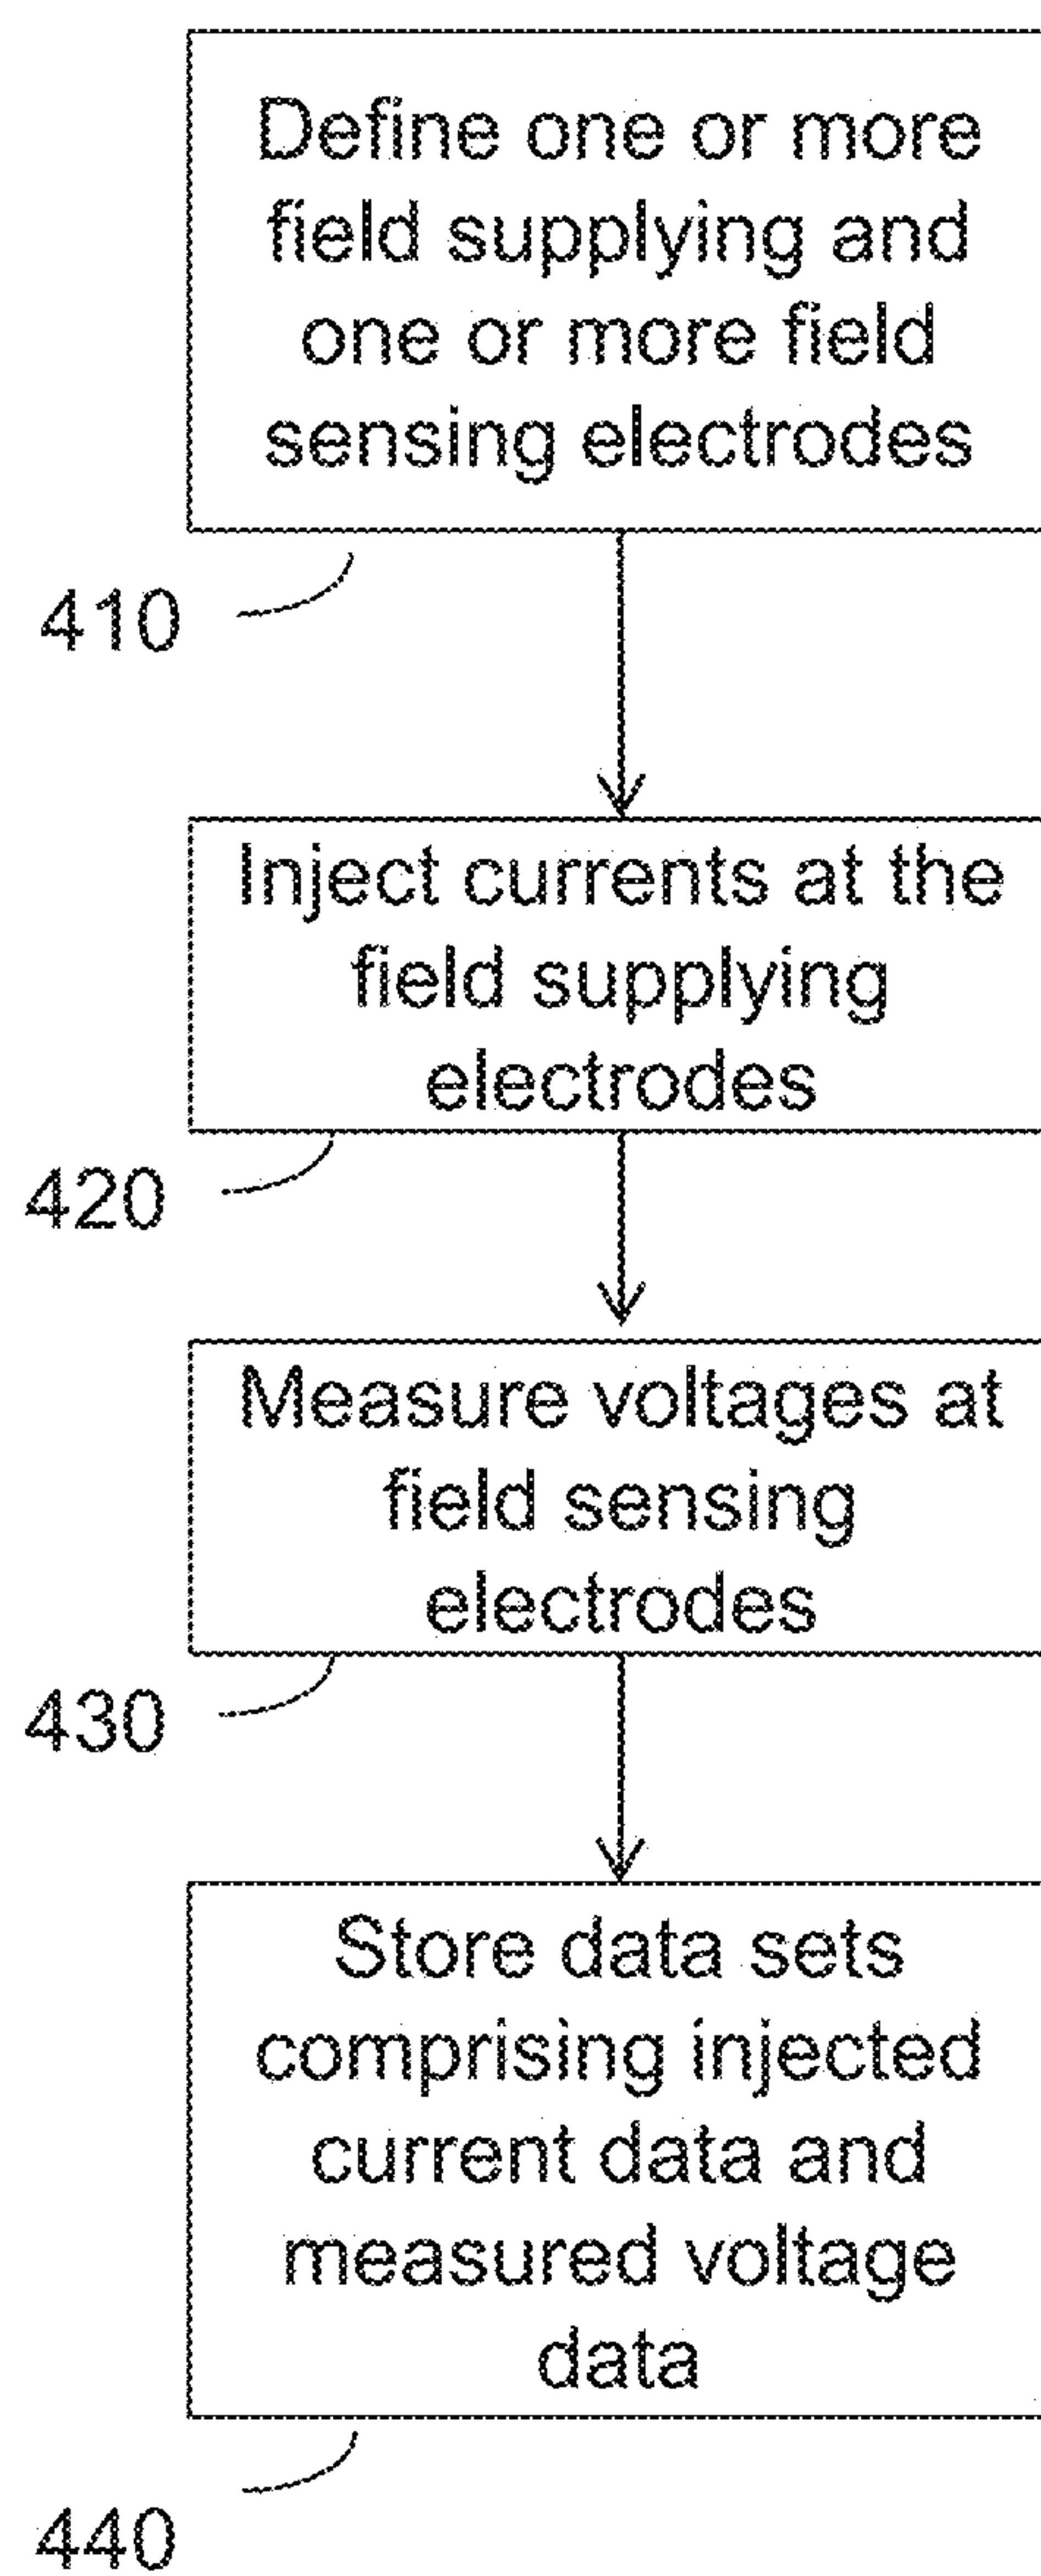 Define one or more
field supplying and
one or more field
sensing electrodes
410
Inject currents at the
field supplying
electrodes
420
Measure voltages at
field sensing
electrodes
430
Store data sets
comprising injected
current data and
measured voltage
data
440